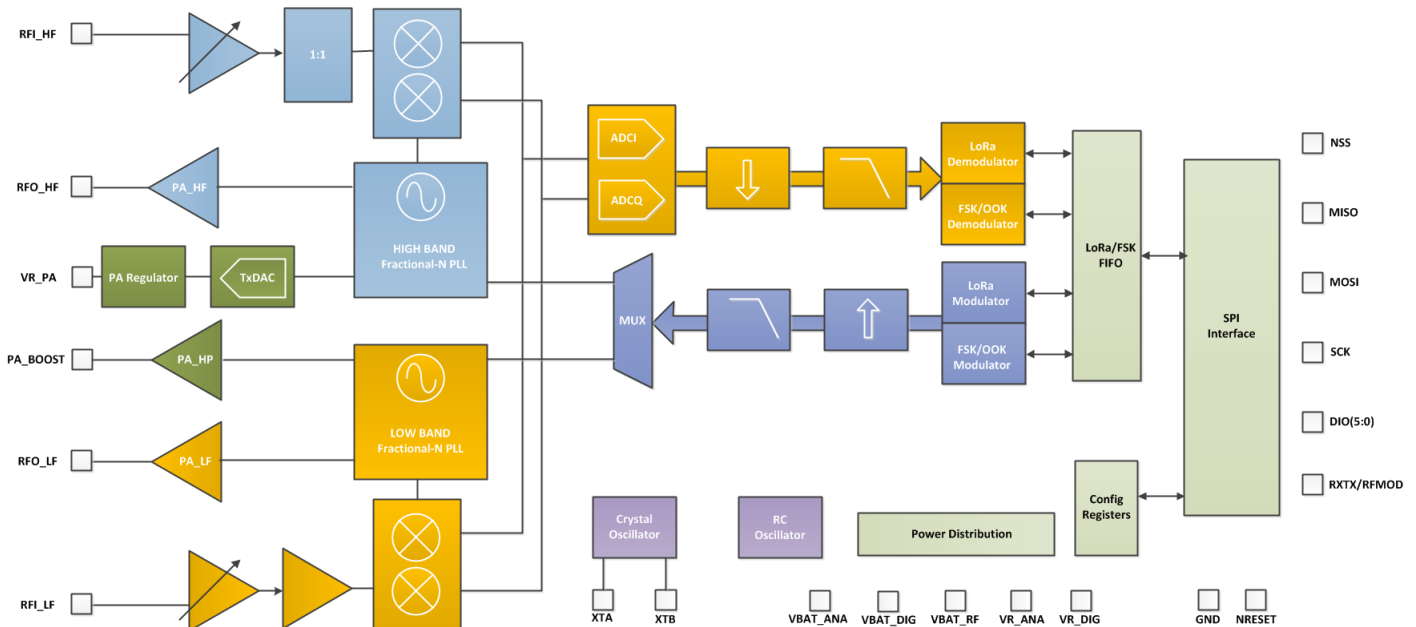 RFI_HF
1:1
RFO_HF
PA_HF
HIGH BAND
Fractional-N PLL
VR_PA
PA Regulator
TxDAC
PA_BOOST
PA_HP
LOW BAND
Fractional-N PLL
RFO_LF
PA_LF
RFI_LF
ADCI
ADCQ
MUX
LoRa
Demodulator
FSK/OOK
Demodulator
LoRa
Modulator
FSK/OOK
Modulator
LoRa/FSK
FIFO
SPI
Interface
NSS
MISO
MOSI
SCK
DIO(5:0)
RXTX/RFMOD
Crystal
Oscillator
RC
Oscillator
Power Distribution
Config
Registers
XTA
XTB
VBAT_ANA
VBAT_DIG
VBAT_RF
VR_ANA
VR_DIG
GND
NRESET